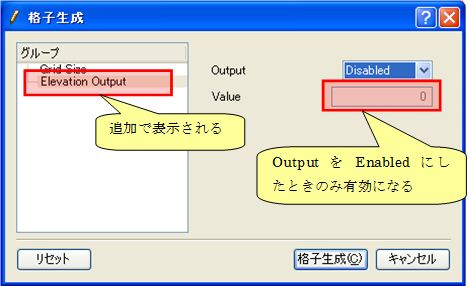 格子生成
グループ
Grid Size
Elevation Output
Output
Disabled
Value
0
追加で表示される
Output を Enabled にし
たときのみ有効になる
リセット
格子生成(C)
キャンセル